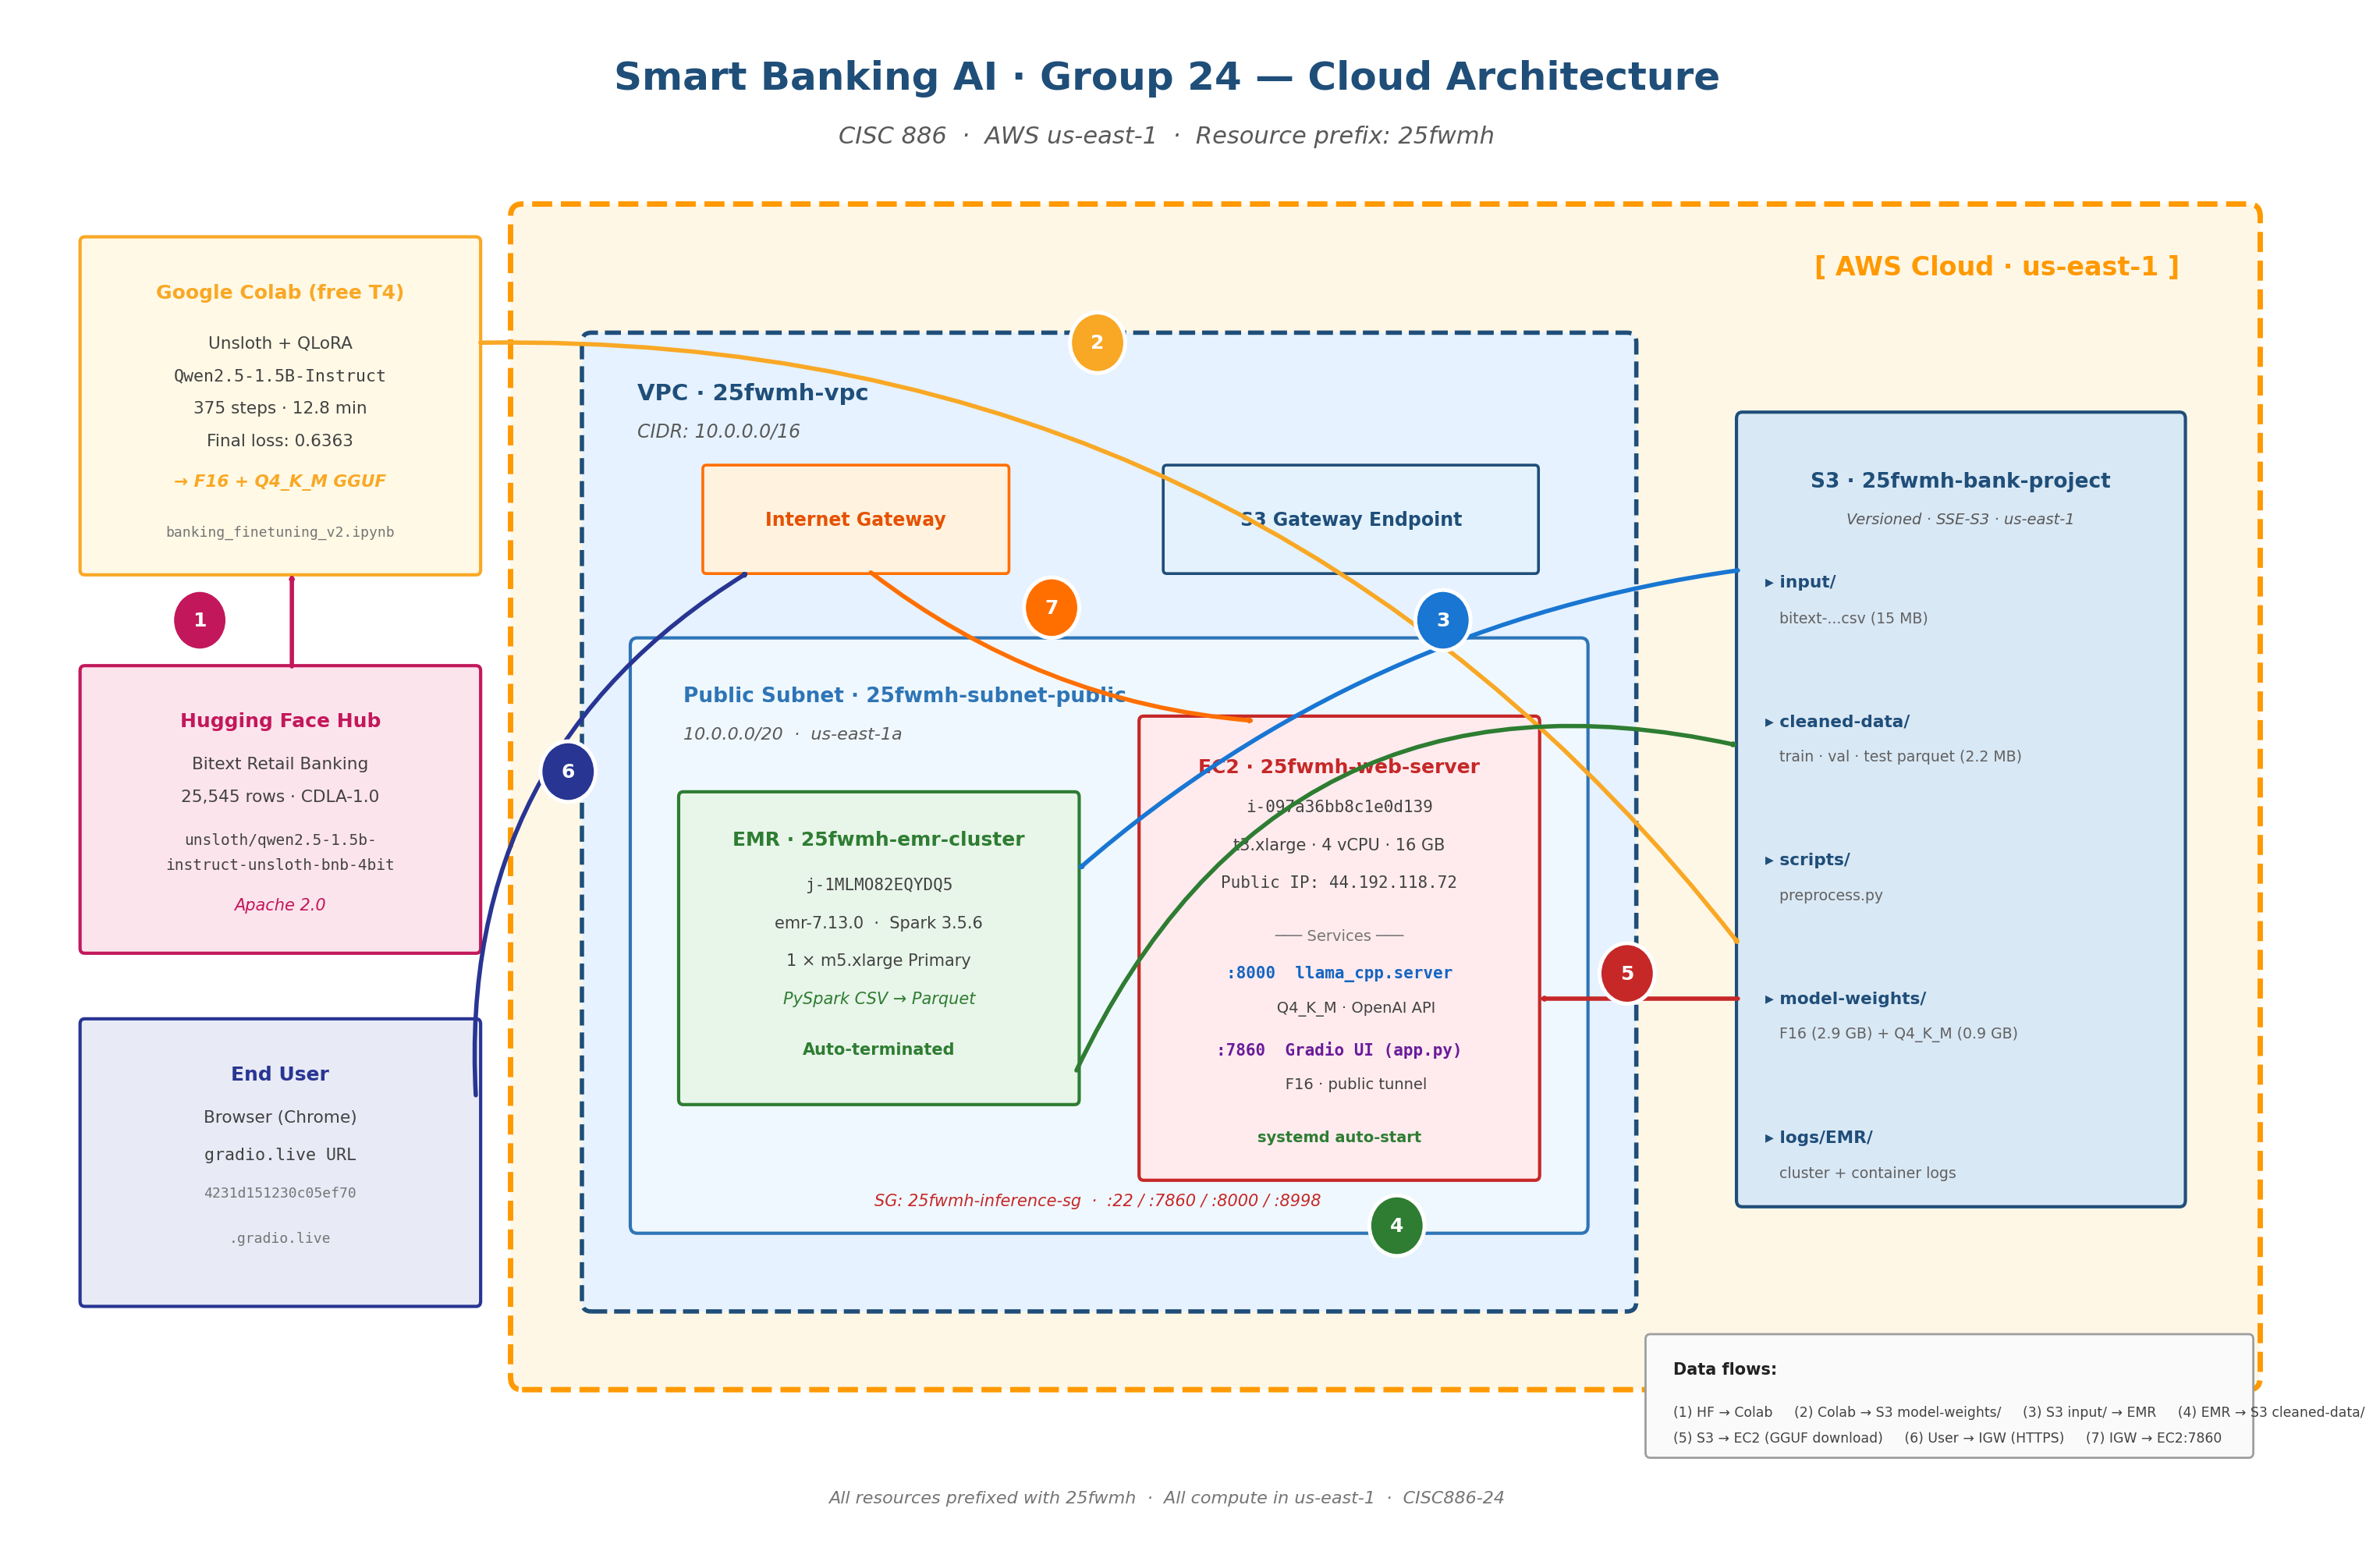 Smart Banking AI · Group 24 — Cloud Architecture
CISC 886 · AWS us-east-1 · Resource prefix: 25fwmh
[ AWS Cloud · us-east-1 ]
Google Colab (free T4)
Unsloth + QLoRA
Qwen2.5-1.5B-Instruct
375 steps · 12.8 min
Final loss: 0.6363
→ F16 + Q4_K_M GGUF
banking_finetuning_v2.ipynb
1
Hugging Face Hub
Bitext Retail Banking
25,545 rows · CDLA-1.0
unsloth/qwen2.5-1.5b-
instruct-unsloth-bnb-4bit
Apache 2.0
End User
Browser (Chrome)
gradio.live URL
4231d151230c05ef70
.gradio.live
2
VPC · 25fwmh-vpc
CIDR: 10.0.0.0/16
Internet Gateway
S3 Gateway Endpoint
7
3
6
Public Subnet · 25fwmh-subnet-public
10.0.0.0/20 · us-east-1a
EMR · 25fwmh-emr-cluster
j-1MLMO82EQYDQ5
emr-7.13.0 · Spark 3.5.6
1 × m5.xlarge Primary
PySpark CSV → Parquet
Auto-terminated
EC2 · 25fwmh-web-server
i-097a36bb8c1e0d139
t3.xlarge · 4 vCPU · 16 GB
Public IP: 44.192.118.72
─── Services ───
:8000 llama_cpp.server
Q4_K_M · OpenAI API
:7860 Gradio UI (app.py)
F16 · public tunnel
systemd auto-start
SG: 25fwmh-inference-sg · :22 / :7860 / :8000 / :8998
4
5
S3 · 25fwmh-bank-project
Versioned · SSE-S3 · us-east-1
▸ input/
bitext-...csv (15 MB)
▸ cleaned-data/
train · val · test parquet (2.2 MB)
▸ scripts/
preprocess.py
▸ model-weights/
F16 (2.9 GB) + Q4_K_M (0.9 GB)
▸ logs/EMR/
cluster + container logs
Data flows:
(1) HF → Colab (2) Colab → S3 model-weights/ (3) S3 input/ → EMR (4) EMR → S3 cleaned-data/
(5) S3 → EC2 (GGUF download) (6) User → IGW (HTTPS) (7) IGW → EC2:7860
All resources prefixed with 25fwmh · All compute in us-east-1 · CISC886-24